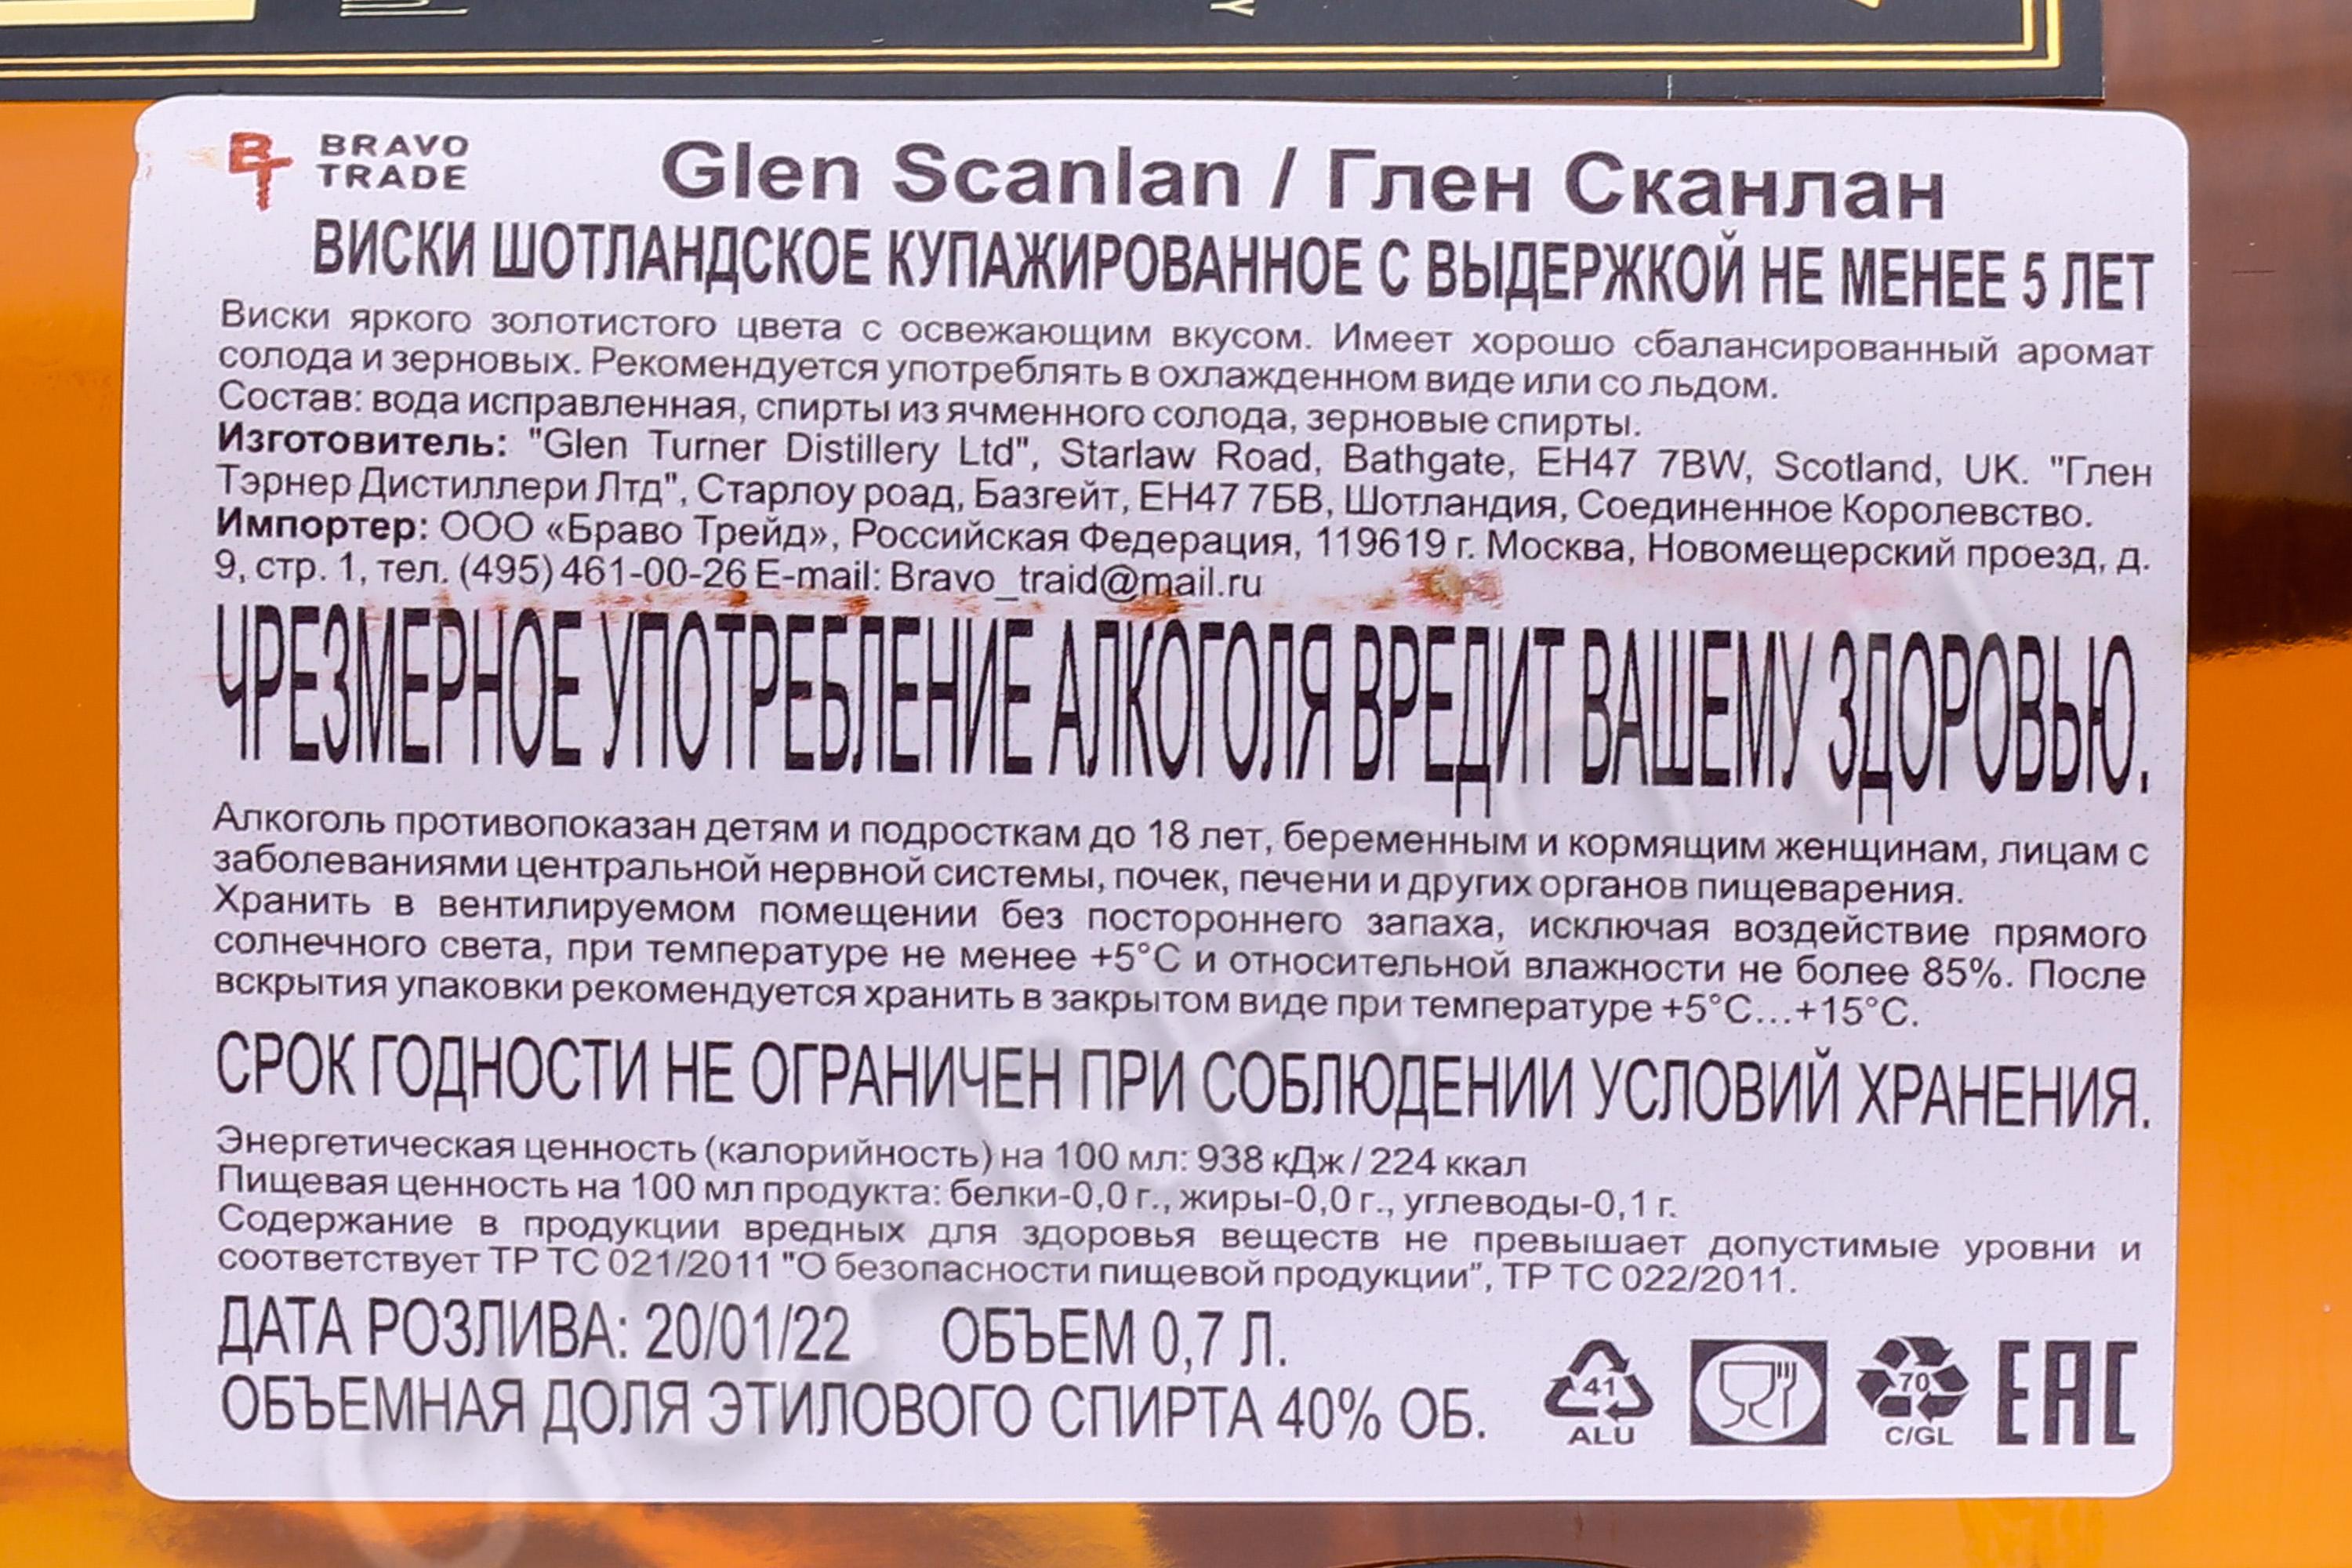 BRAVO
TRADE
Glen Scanlan / Глен Сканлан
ВИСКИ ШОТЛАНДСКОЕ КУПАЖИРОВАННОЕ С ВЫДЕРЖКОЙ НЕ МЕНЕЕ 5 ЛЕТ
Виски яркого золотистого цвета с освежающим вкусом. Имеет хорошо сбалансированный аромат
солода и зерновых. Рекомендуется употреблять в охлажденном виде или со льдом.
Состав: вода исправленная, спирты из ячменного солода, зерновые спирты.
Изготовитель: "Glen Turner Distillery Ltd", Starlaw Road, Bathgate, EH47 7BW, Scotland, UK. "Глен
Тэрнер Дистиллери Лтд", Старлоу роад, Базгейт, ЕН47 7БВ, Шотландия, Соединенное Королевство.
Импортер: ООО «Браво Трейд», Российская Федерация, 119619 г. Москва, Новомещерский проезд, д.
9, стр. 1, тел. (495) 461-00-26 E-mail: Bravo_traid@mail.ru
ЧРЕЗМЕРНОЕ УПОТРЕБЛЕНИЕ АЛКОГОЛЯ ВРЕДИТ ВАШЕМУ ЗДОРОВЬЮ.
Алкоголь противопоказан детям и подросткам до 18 лет, беременным и кормящим женщинам, лицам с
заболеваниями центральной нервной системы, почек, печени и других органов пищеварения.
Хранить в вентилируемом помещении без постороннего запаха, исключая воздействие прямого
солнечного света, при температуре не менее +5°С и относительной влажности не более 85%. После
вскрытия упаковки рекомендуется хранить в закрытом виде при температуре +5°С...+15°С.
СРОК ГОДНОСТИ НЕ ОГРАНИЧЕН ПРИ СОБЛЮДЕНИИ УСЛОВИЙ ХРАНЕНИЯ.
Энергетическая ценность (калорийность) на 100 мл: 938 кДж / 224 ккал
Пищевая ценность на 100 мл продукта: белки-0,0 г., жиры-0,0 г., углеводы-0,1 г.
Содержание в продукции вредных для здоровья веществ не превышает допустимые уровни и
соответствует ТР ТС 021/2011 "О безопасности пищевой продукции", ТР ТС 022/2011.
ДАТА РОЗЛИВА: 20/01/22 ОБЪЕМ 0,7 Л.
ОБЪЕМНАЯ ДОЛЯ ЭТИЛОВОГО СПИРТА 40% ОБ.
41
ALU
70
C/GL
EAC